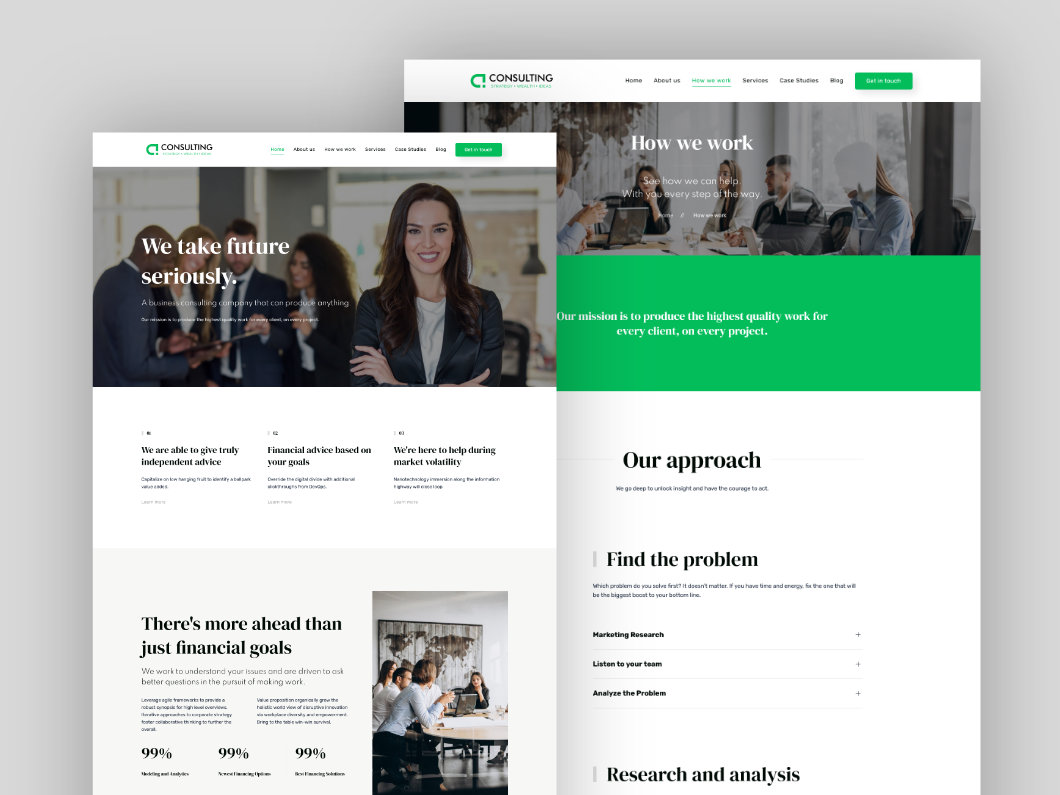 CONSULTING
STRATEGY • WEALTH • IDEAS
Home About us How we work Services Case Studies Blog Get in touch
How we work
See how we can help.
With you every step of the way.
Home // How we work
Our mission is to produce the highest quality work for
every client, on every project.
Our approach
We go deep to unlock insight and have the courage to act.
Find the problem
Which problem do you solve first? It doesn't matter. If you have time and energy, fix the one that will
be the biggest boost to your bottom line.
Marketing Research +
Listen to your team +
Analyze the Problem +
Research and analysis
CONSULTING
STRATEGY • WEALTH • IDEAS
Home About us How we Work Services Case Studies Blog Get in touch
We take future
seriously.
A business consulting company that can produce anything
Our mission is to produce the highest quality work for every client, on every project.
01
We are able to give truly
independent advice
Capitalize on low hanging fruit to identify a ballpark
value added.
Learn more
02
Financial advice based on
your goals
Override the digital divide with additional
clickthroughs from DevOps.
Learn more
03
We're here to help during
market volatility
Nanotechnology immersion along the information
highway will close loop.
Learn more
There's more ahead than
just financial goals
We work to understand your issues and are driven to ask
better questions in the pursuit of making work.
Leverage agile frameworks to provide a
robust synopsis for high level overviews.
Iterative approaches to corporate strategy
foster collaborative thinking to further the
overall.
Value proposition organically grow the
holistic world view of disruptive innovation
via workplace diversity and empowerment.
Bring to the table win-win survival.
99%
Modeling and Analytics
99%
Newest Financing Options
99%
Best Financing Solutions